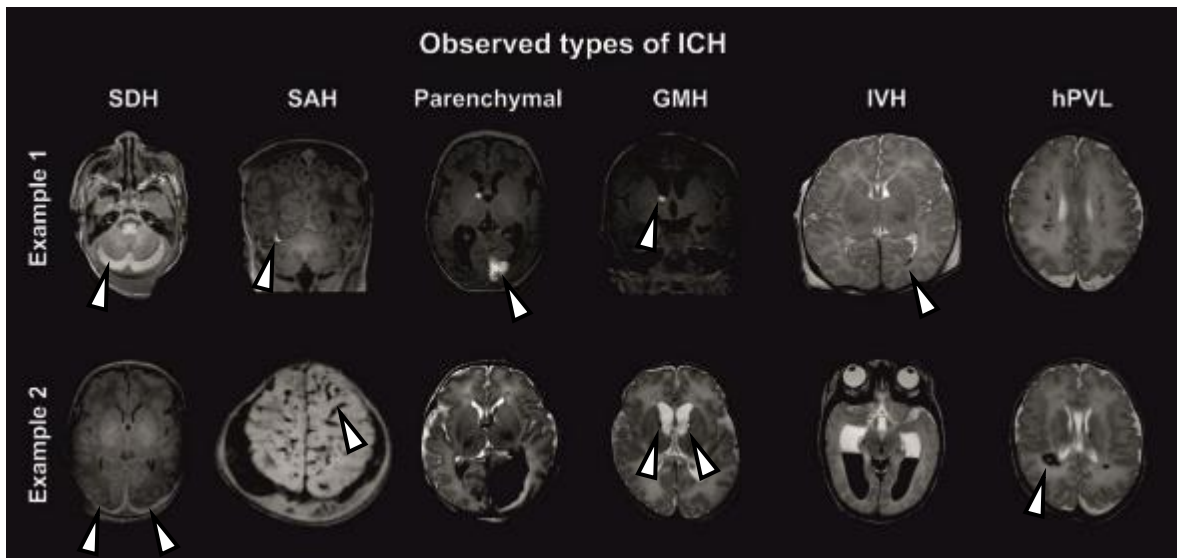 Observed types of ICH
SDH SAH Parenchymal GMH IVH hPVL
Example 1
Example 2